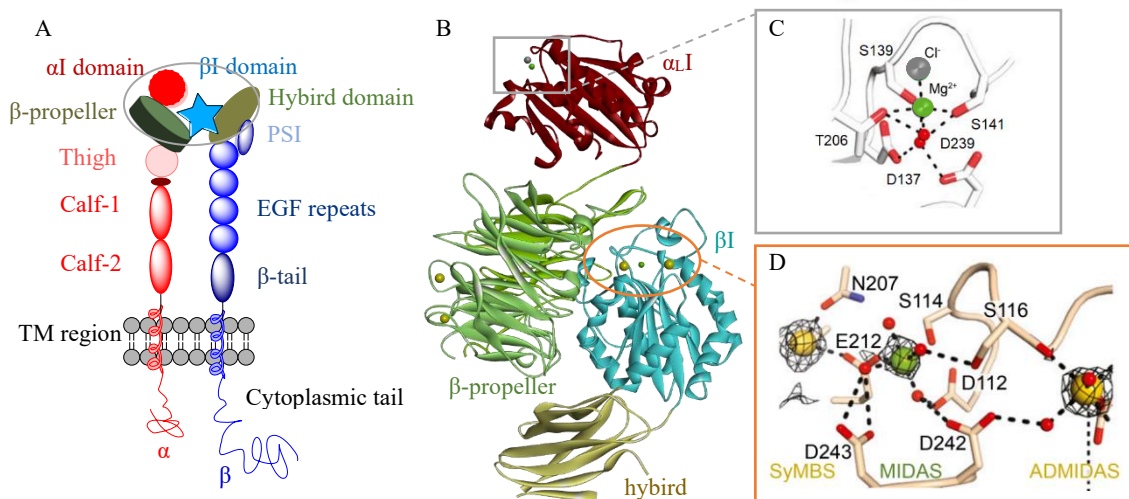 A
αI domain
βI domain
β-propeller
Hybird domain
PSI
Thigh
Calf-1
EGF repeats
Calf-2
β-tail
TM region
Cytoplasmic tail
α
β
B
αLI
βI
β-propeller
hybird
C
S139
Cl-
Mg2+
S141
T206
D239
D137
D
N207
S114
S116
E212
D112
D243
D242
SyMBS
MIDAS
ADMIDAS